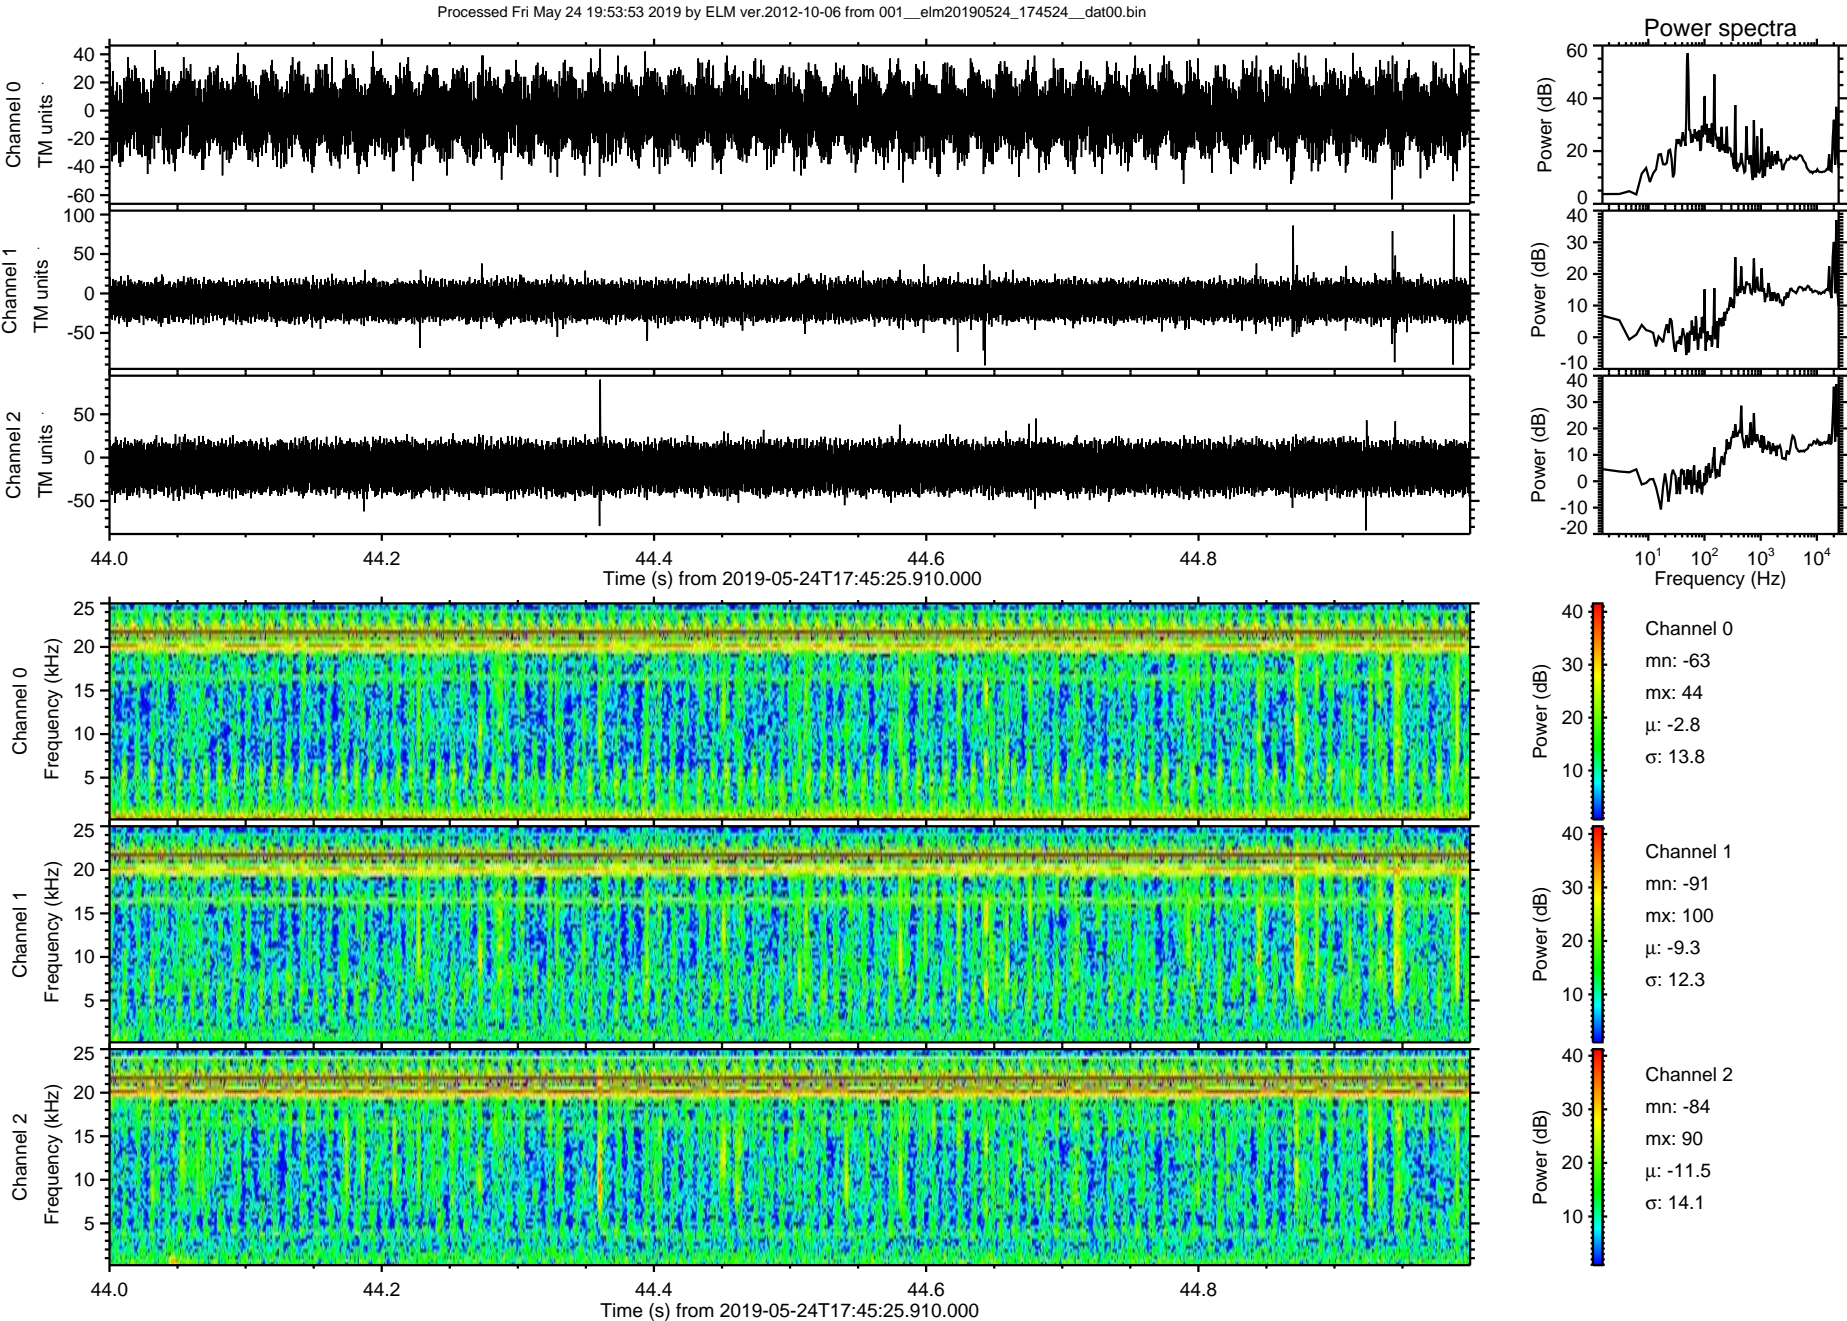 Processed Fri May 24 19:53:53 2019 by ELM ver.2012-10-06 from 001__elm20190524_174524__dat00.bin
Power spectra
Channel 0
TM units
40
20
0
-20
-40
-60
Power (dB)
60
40
20
0
Channel 1
TM units
100
50
0
-50
Power (dB)
40
30
20
10
0
-10
Channel 2
TM units
50
0
-50
Power (dB)
40
30
20
10
0
-10
-20
44.0 44.2 44.4 44.6 44.8
Time (s) from 2019-05-24T17:45:25.910.000
10^1 10^2 10^3 10^4
Frequency (Hz)
Channel 0
Frequency (kHz)
25
20
15
10
5
Power (dB)
40
30
20
10
Channel 0
mn: -63
mx: 44
μ: -2.8
σ: 13.8
Channel 1
Frequency (kHz)
25
20
15
10
5
Power (dB)
40
30
20
10
Channel 1
mn: -91
mx: 100
μ: -9.3
σ: 12.3
Channel 2
Frequency (kHz)
25
20
15
10
5
Power (dB)
40
30
20
10
Channel 2
mn: -84
mx: 90
μ: -11.5
σ: 14.1
44.0 44.2 44.4 44.6 44.8
Time (s) from 2019-05-24T17:45:25.910.000